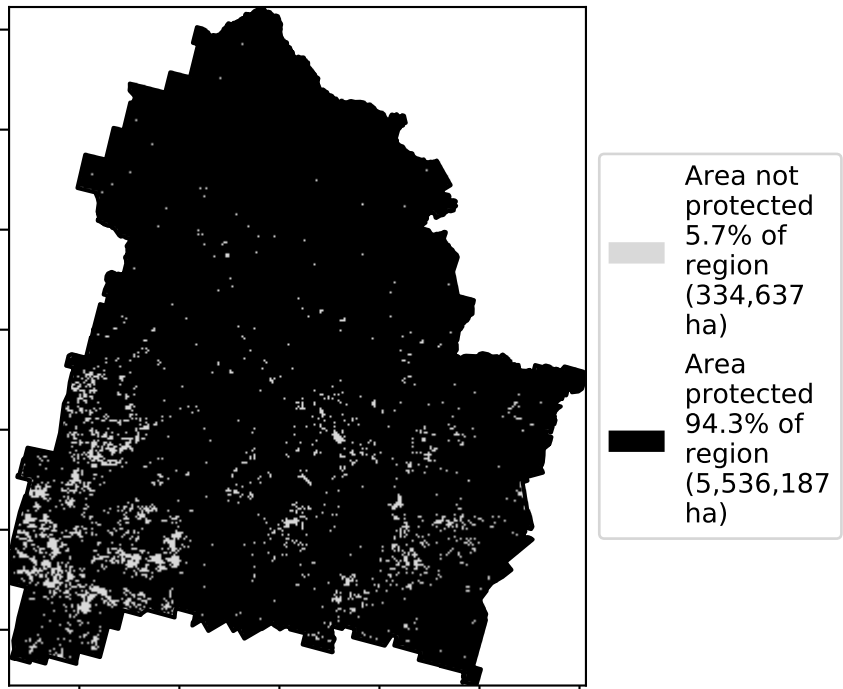 Area not
protected
5.7% of
region
(334,637
ha)
Area
protected
94.3% of
region
(5,536,187
ha)